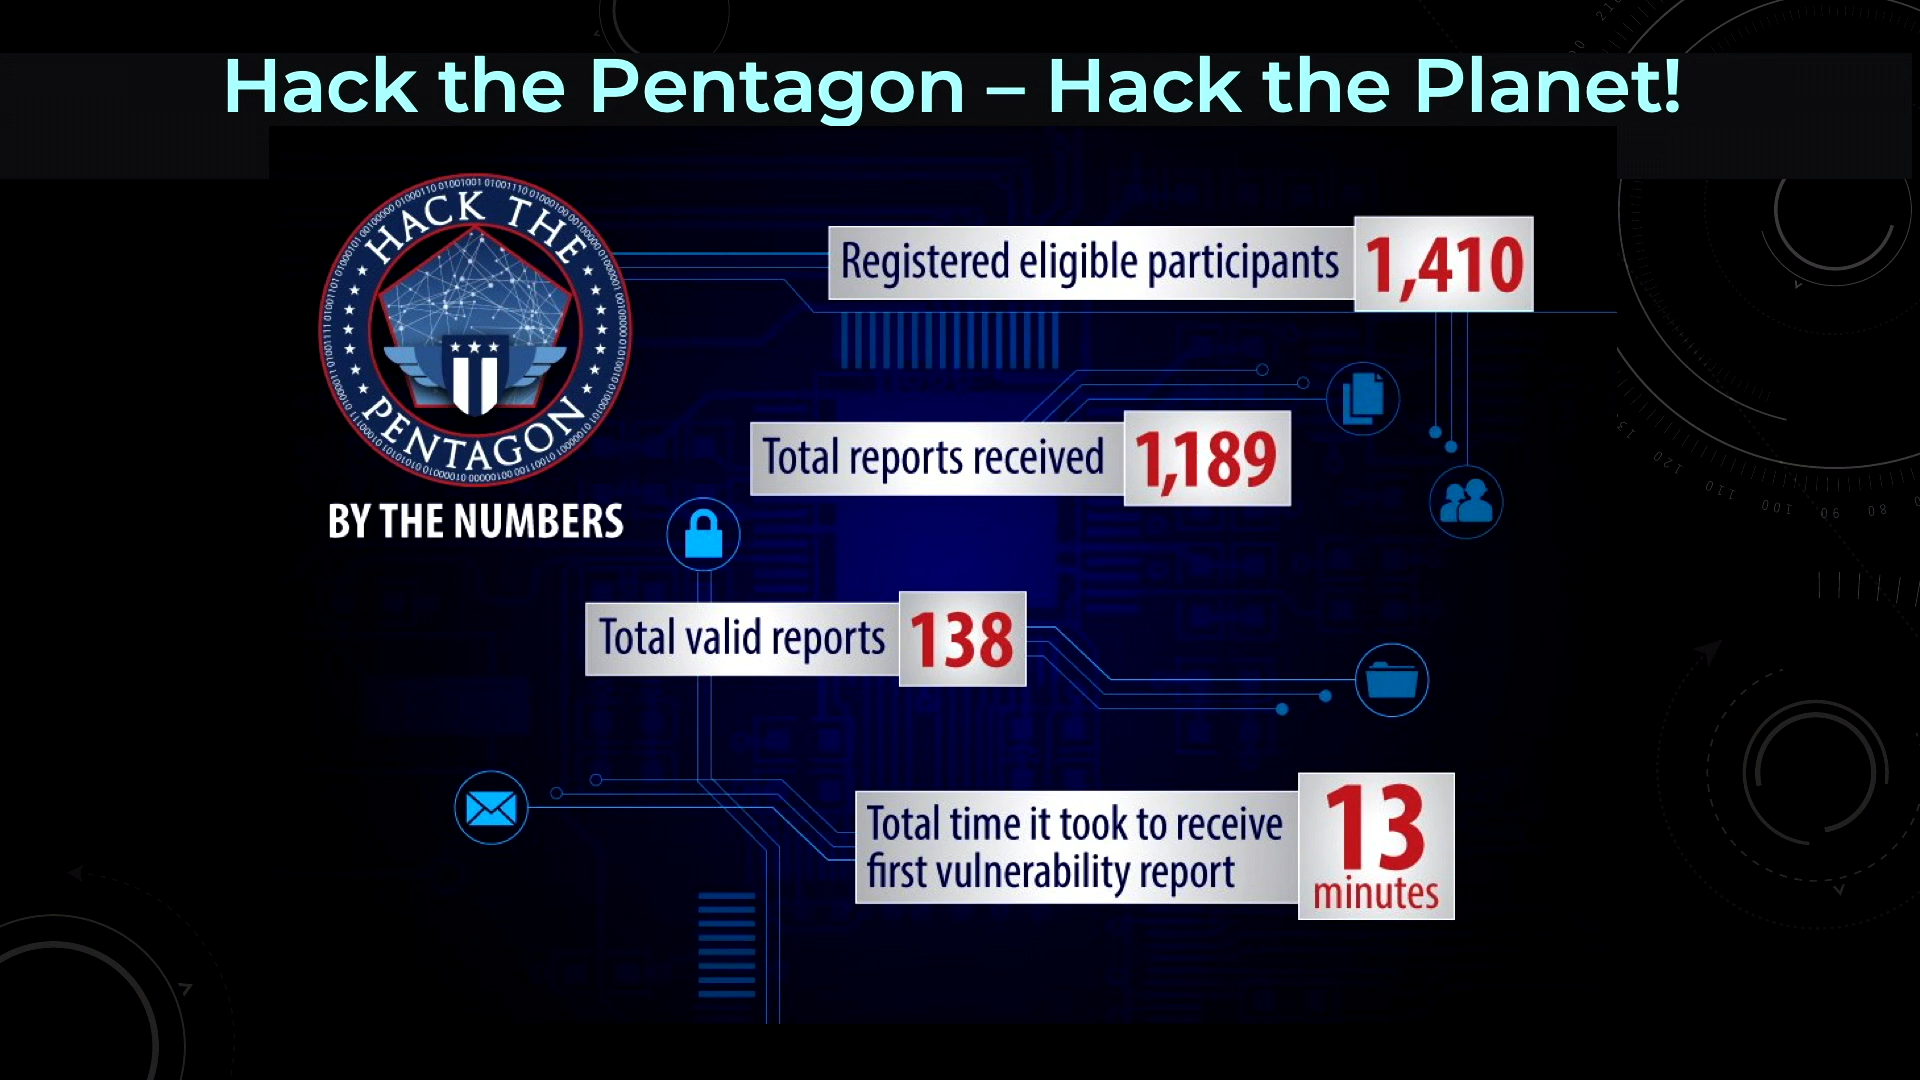 Hack the Pentagon – Hack the Planet!
HACK THE
PENTAGON
BY THE NUMBERS
Registered eligible participants 1,410
Total reports received 1,189
Total valid reports 138
Total time it took to receive
first vulnerability report
13
minutes